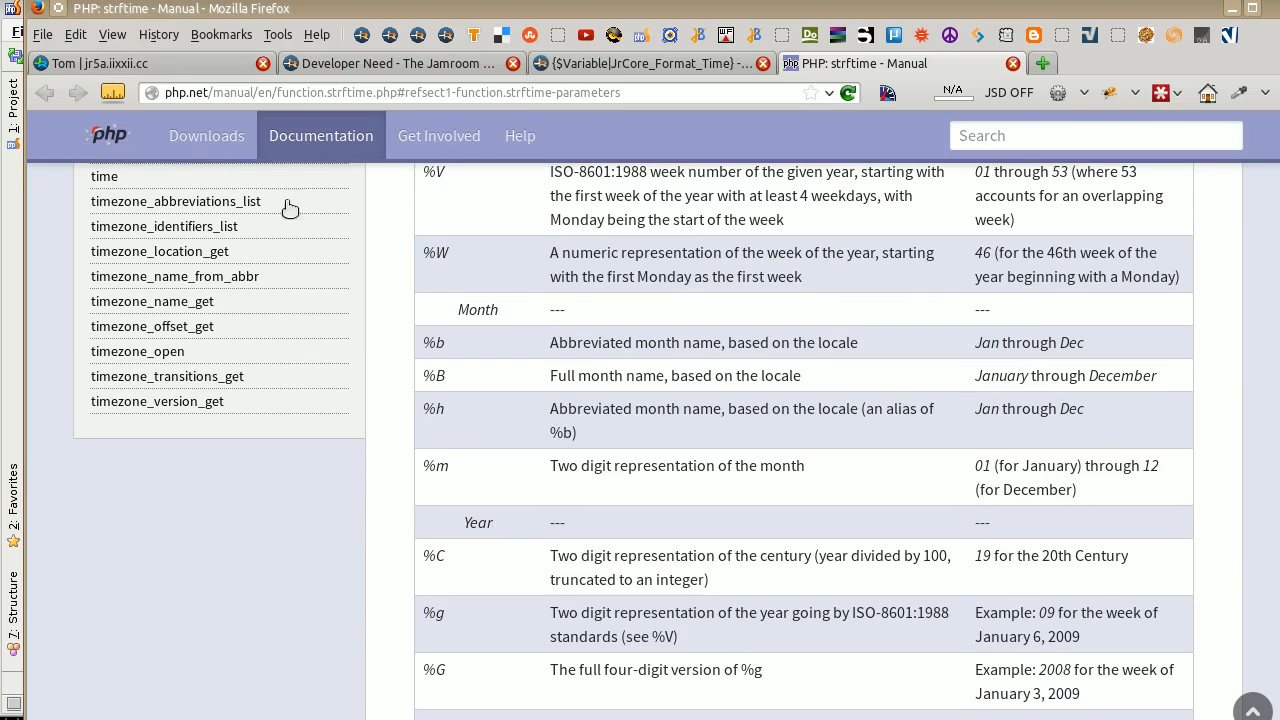 PHP: strftime - Manual - Mozilla Firefox
File Edit View History Bookmarks Tools Help
Tom | jr5a.iixxii.cc
Developer Need - The Jamroom ...
{$Variable|JrCore_Format_Time} -...
PHP: strftime - Manual
php.net/manual/en/function.strftime.php#refsect1-function.strftime-parameters
N/A
JSD OFF
php
Downloads Documentation Get Involved Help
Search
1: Project
2: Favorites
7: Structure
time
timezone_abbreviations_list
timezone_identifiers_list
timezone_location_get
timezone_name_from_abbr
timezone_name_get
timezone_offset_get
timezone_open
timezone_transitions_get
timezone_version_get
%V ISO-8601:1988 week number of the given year, starting 01 through 53 (where 53
with the first week of the year with at least 4 weekdays, with accounts for an overlapping
Monday being the start of the week week)
%W A numeric representation of the week of the year, starting 46 (for the 46th week of the
with the first Monday as the first week year beginning with a Monday)
Month --- ---
%b Abbreviated month name, based on the locale Jan through Dec
%B Full month name, based on the locale January through December
%h Abbreviated month name, based on the locale (an alias of Jan through Dec
%b)
%m Two digit representation of the month 01 (for January) through 12
(for December)
Year --- ---
%C Two digit representation of the century (year divided by 100, 19 for the 20th Century
truncated to an integer)
%g Two digit representation of the year going by ISO-8601:1988 Example: 09 for the week of
standards (see %V) January 6, 2009
%G The full four-digit version of %g Example: 2008 for the week of
January 3, 2009